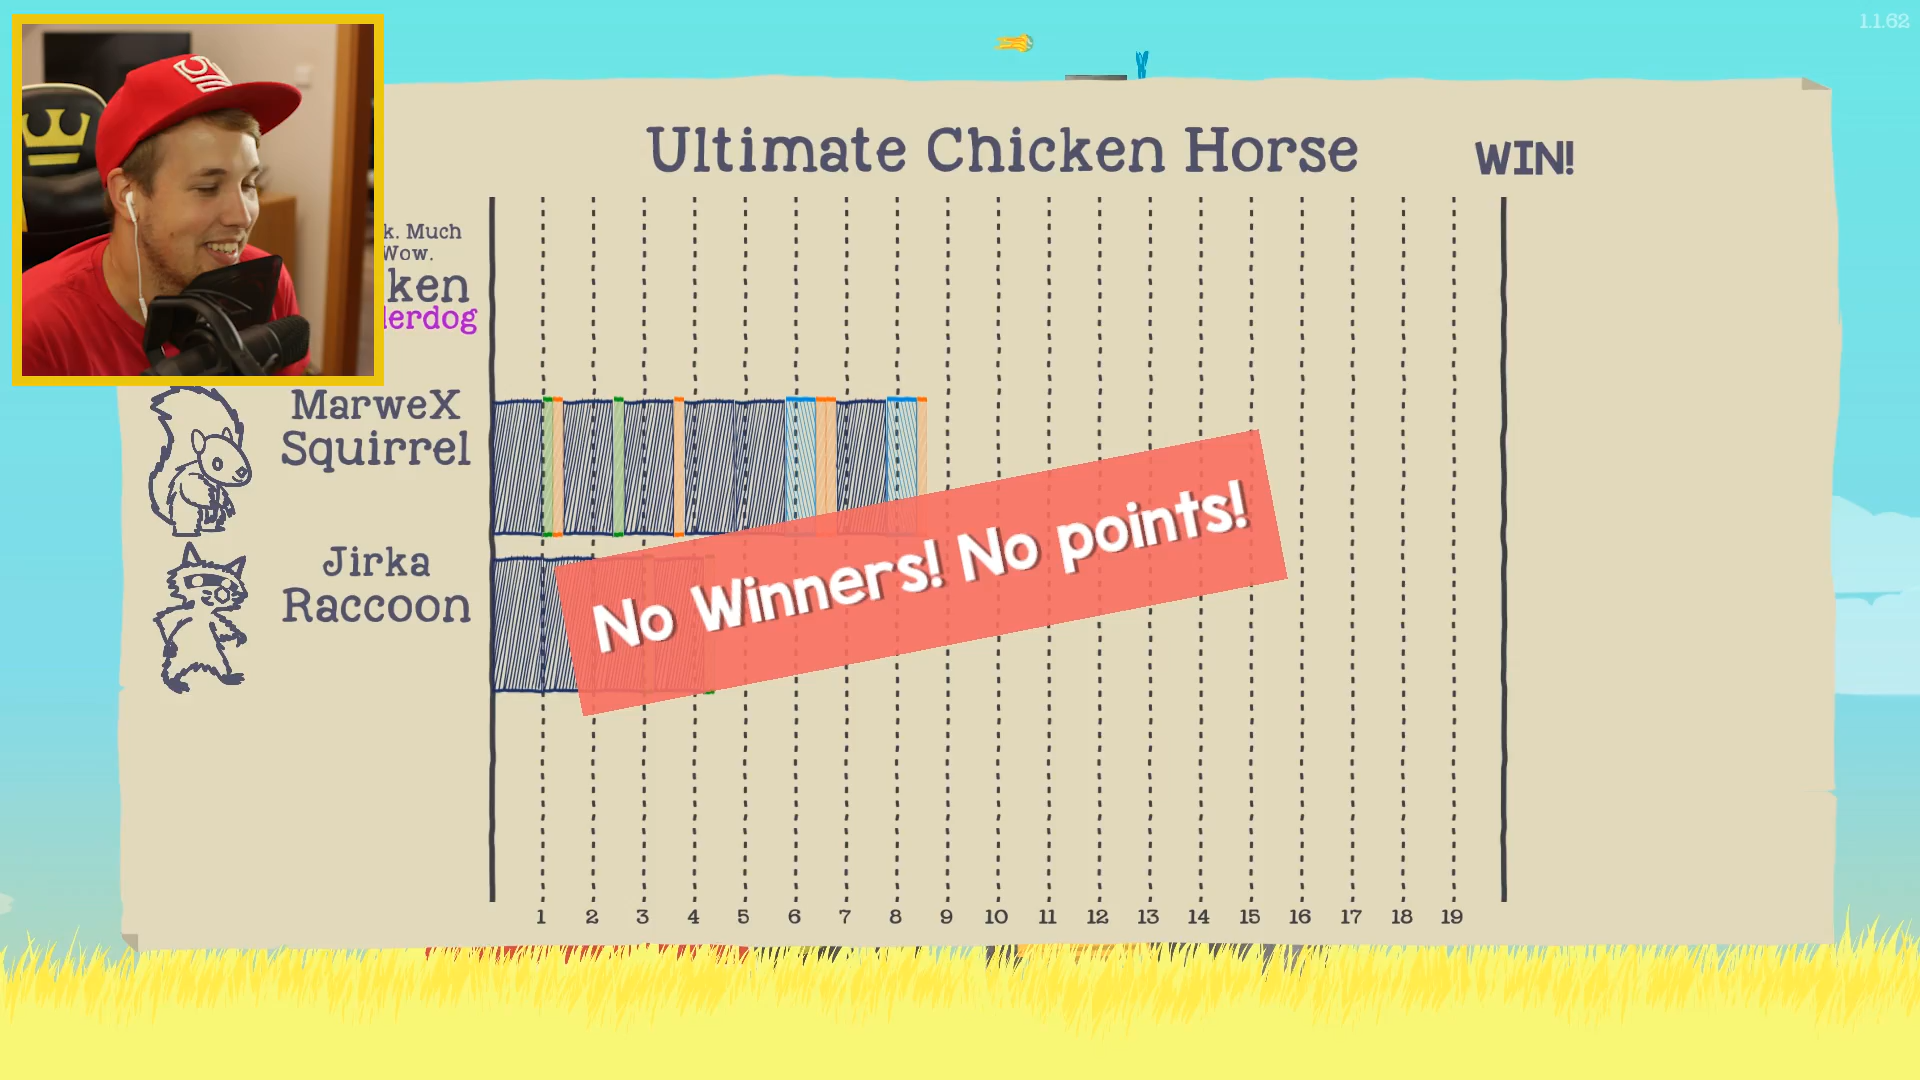 1.1.62
Ultimate Chicken Horse
WIN!
k. Much
Wow.
ken
erdog
MarweX
Squirrel
Jirka
Raccoon
No Winners! No points!
1 2 3 4 5 6 7 8 9 10 11 12 13 14 15 16 17 18 19